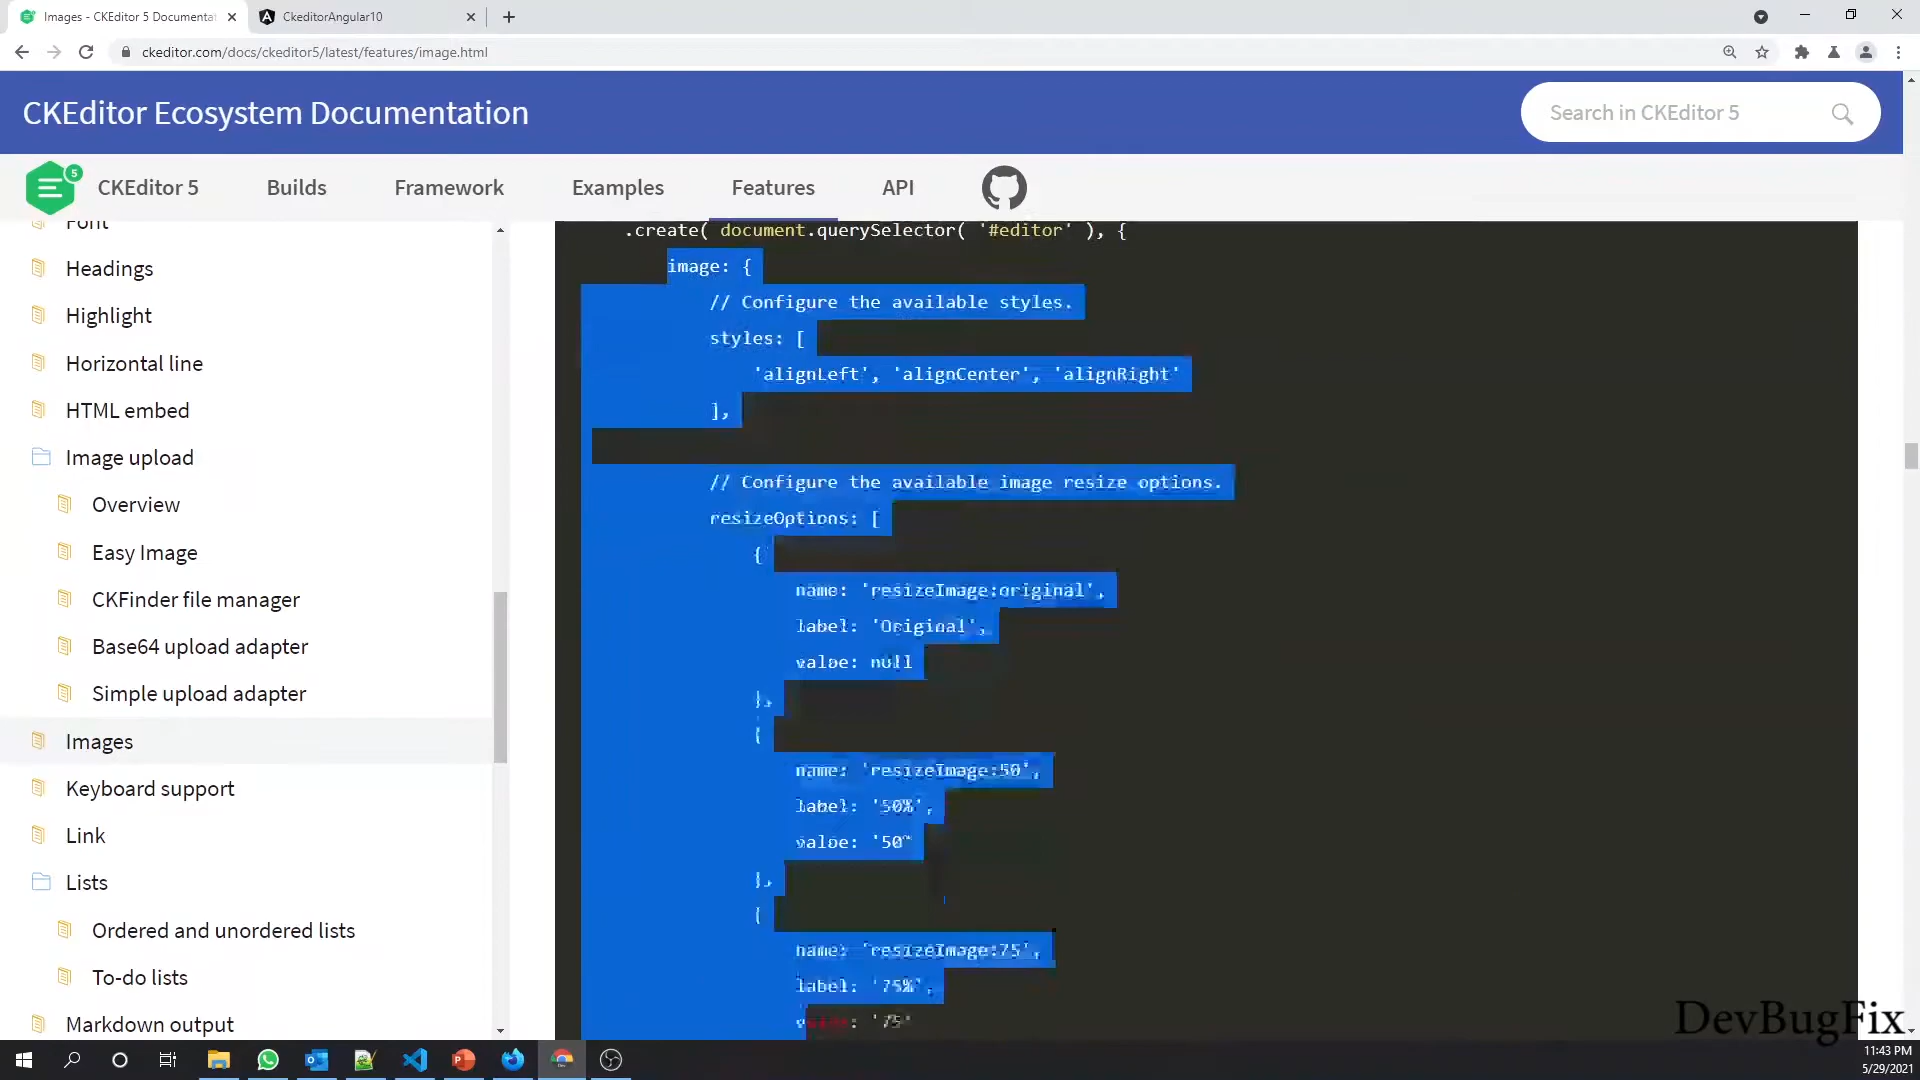 Images - CKEditor 5 Documentat
CkeditorAngular10
ckeditor.com/docs/ckeditor5/latest/features/image.html
CKEditor Ecosystem Documentation
Search in CKEditor 5
5
CKEditor 5
Builds
Framework
Examples
Features
API
Font
Headings
Highlight
Horizontal line
HTML embed
Image upload
Overview
Easy Image
CKFinder file manager
Base64 upload adapter
Simple upload adapter
Images
Keyboard support
Link
Lists
Ordered and unordered lists
To-do lists
Markdown output
.create( document.querySelector( '#editor' ), {
image: {
// Configure the available styles.
styles: [
'alignLeft', 'alignCenter', 'alignRight'
],
// Configure the available image resize options.
resizeOptions: [
{
name: 'resizeImage:original',
label: 'Original',
value: null
},
{
name: 'resizeImage:50',
label: '50%',
value: '50'
},
{
name: 'resizeImage:75',
label: '75%',
value: '75'
DevBugFix
11:43 PM
5/29/2021